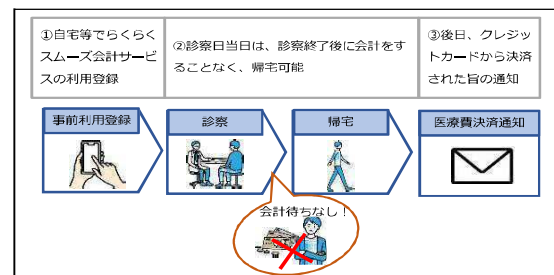 ①自宅等でらくらく
スムーズ会計サービ
スの利用登録
②診察日当日は、診察終了後に会計をす
ることなく、帰宅可能
③後日、クレジッ
トカードから決済
された旨の通知
事前利用登録
診察
帰宅
医療費決済通知
会計待ちなし！